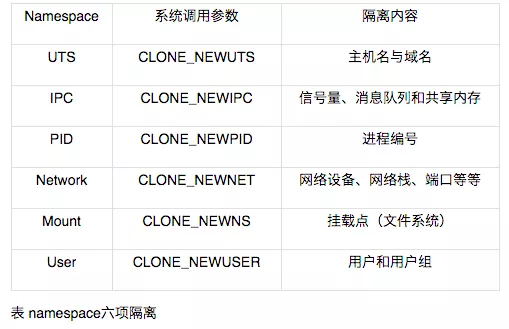 Namespace 系统调用参数 隔离内容
UTS CLONE_NEWUTS 主机名与域名
IPC CLONE_NEWIPC 信号量、消息队列和共享内存
PID CLONE_NEWPID 进程编号
Network CLONE_NEWNET 网络设备、网络栈、端口等等
Mount CLONE_NEWNS 挂载点（文件系统）
User CLONE_NEWUSER 用户和用户组
表 namespace六项隔离